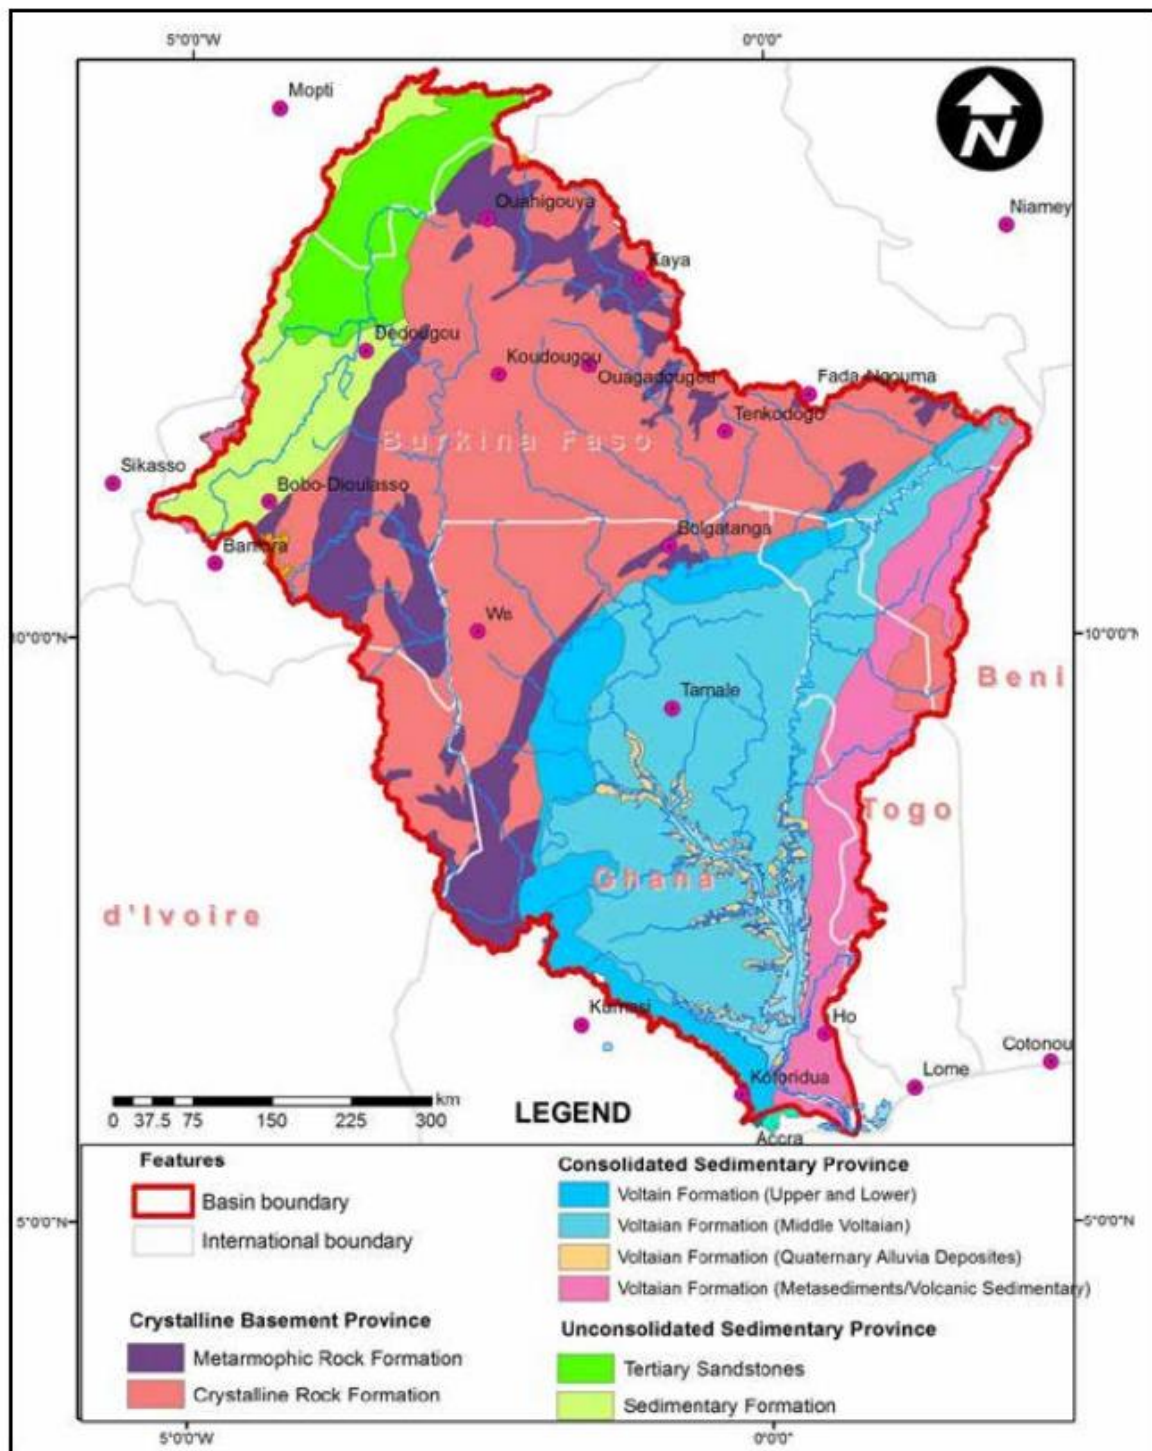 5°0'0"W
0°0'0"
Mopti
N
Ouahigouya
Niamey
Kaya
Dedougou
Koudougou
Ouagadougou
Fada-Ngouma
Tenkodogo
Burkina Faso
Sikasso
Bobo-Dioulasso
Banfora
Bolgatanga
Wa
10°0'0"N
10°0'0"N
Beni
Tamale
Togo
Ghana
d'Ivoire
Kumasi
Ho
Cotonou
Lome
Koforidua
km
0 37.5 75 150 225 300
LEGEND
Accra
Features
Basin boundary
International boundary
5°0'0"N
5°0'0"N
Crystalline Basement Province
Metarmophic Rock Formation
Crystalline Rock Formation
Consolidated Sedimentary Province
Voltain Formation (Upper and Lower)
Voltaian Formation (Middle Voltaian)
Voltaian Formation (Quaternary Alluvia Deposites)
Voltaian Formation (Metasediments/Volcanic Sedimentary)
Unconsolidated Sedimentary Province
Tertiary Sandstones
Sedimentary Formation
5°0'0"W
0°0'0"